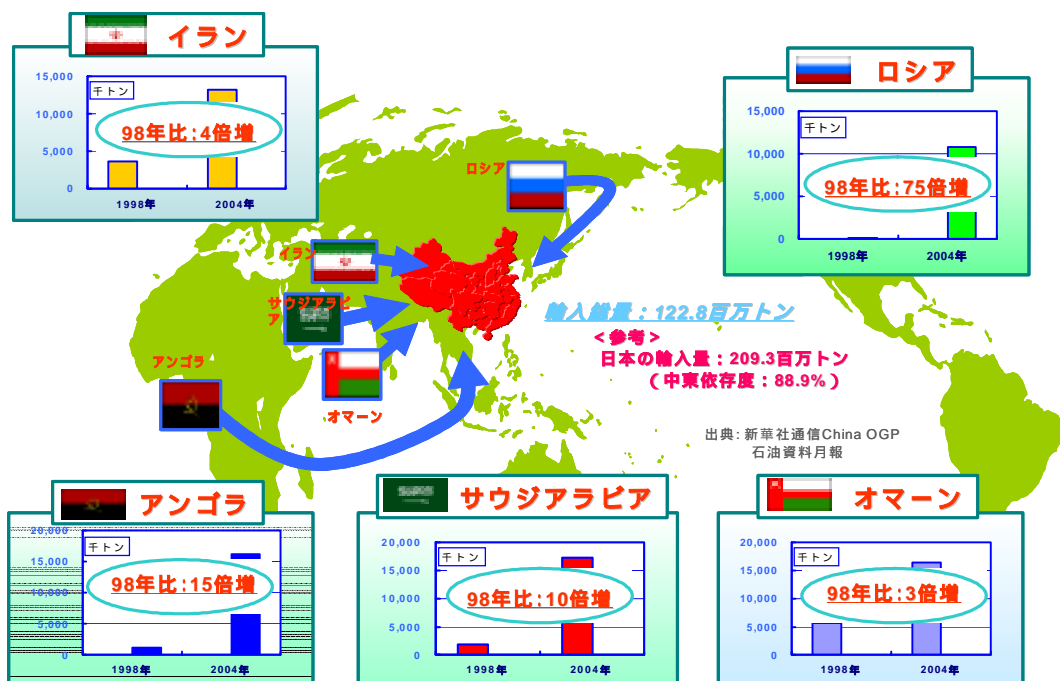 イラン
15,000
10,000
5,000
0
千トン
98年比:4倍増
1998年
2004年
ロシア
15,000
10,000
5,000
0
千トン
98年比:75倍増
1998年
2004年
ロシア
イラン
サウジアラビ
ア
アンゴラ
オマーン
輸入総量：122.8百万トン
＜参考＞
日本の輸入量：209.3百万トン
（中東依存度：88.9%）
出典: 新華社通信China OGP
石油資料月報
アンゴラ
20,000
15,000
10,000
5,000
0
千トン
98年比:15倍増
1998年
2004年
サウジアラビア
20,000
15,000
10,000
5,000
0
千トン
98年比:10倍増
1998年
2004年
オマーン
20,000
15,000
10,000
5,000
0
千トン
98年比:3倍増
1998年
2004年